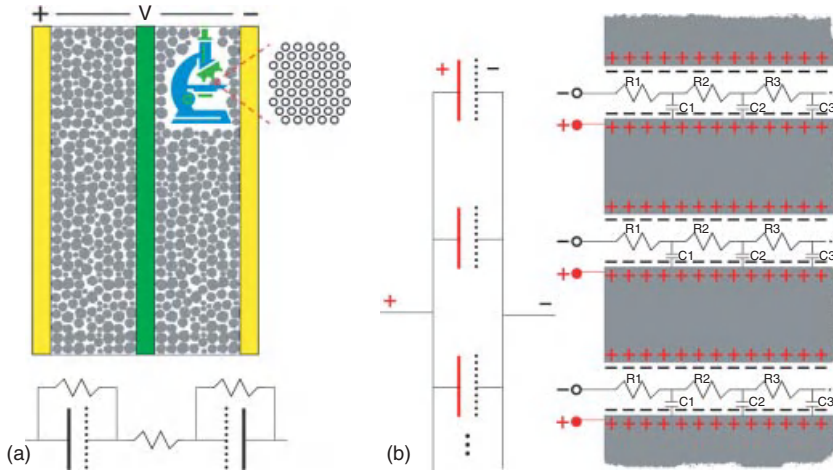 + V −
(a)
+ −
+ −
(b)
+ + + + + + + + + + + +
− R1 R2 R3
C1 C2 C3
+
+ + + + + + + + + + + +
+ + + + + + + + + + + +
− R1 R2 R3
C1 C2 C3
+
+ + + + + + + + + + + +
+ + + + + + + + + + + +
− R1 R2 R3
C1 C2 C3
+
+ + + + + + + + + + + +